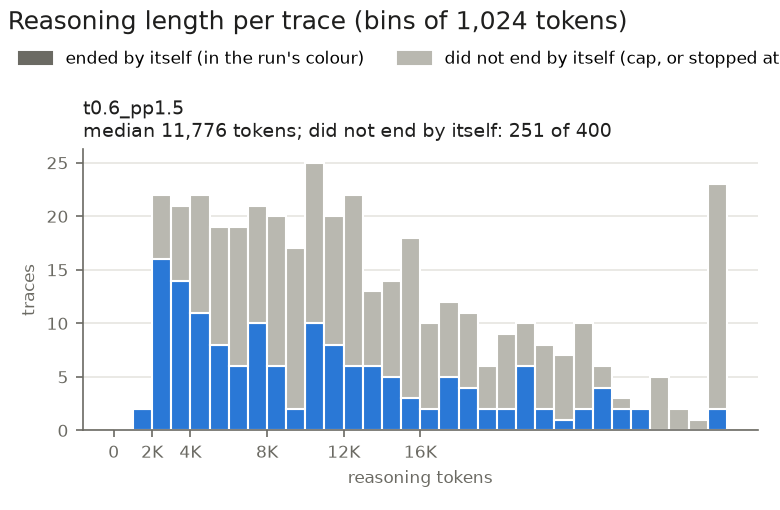 Reasoning length per trace (bins of 1,024 tokens)
ended by itself (in the run's colour)
did not end by itself (cap, or stopped at
t0.6_pp1.5
median 11,776 tokens; did not end by itself: 251 of 400
25
20
15
10
5
0
traces
0 2K 4K 8K 12K 16K
reasoning tokens